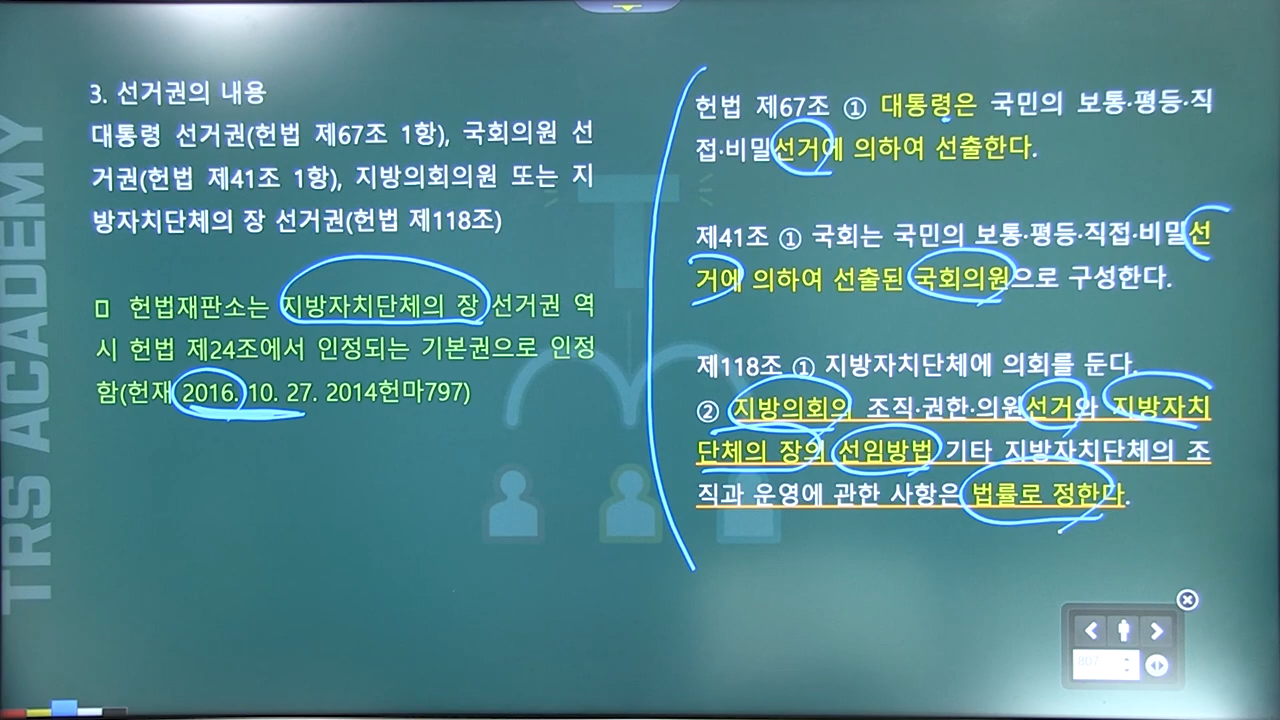 3. 선거권의 내용
대통령 선거권(헌법 제67조 1항), 국회의원 선
거권(헌법 제41조 1항), 지방의회의원 또는 지
방자치단체의 장 선거권(헌법 제118조)
헌법재판소는 지방자치단체의 장 선거권 역
시 헌법 제24조에서 인정되는 기본권으로 인정
함(헌재 2016. 10. 27. 2014헌마797)
헌법 제67조 ① 대통령은 국민의 보통·평등·직
접·비밀선거에 의하여 선출한다.
제41조 ① 국회는 국민의 보통·평등·직접·비밀선
거에 의하여 선출된 국회의원으로 구성한다.
제118조 ① 지방자치단체에 의회를 둔다.
② 지방의회의 조직·권한·의원선거와 지방자치
단체의 장의 선임방법 기타 지방자치단체의 조
직과 운영에 관한 사항은 법률로 정한다.
TRS ACADEMY
807